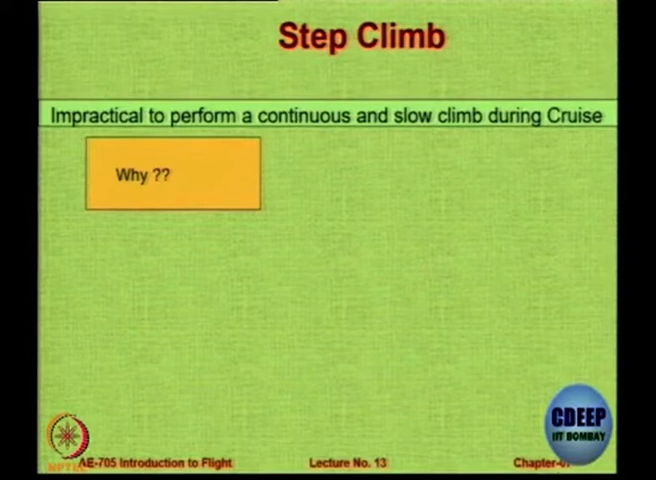 Step Climb
Impractical to perform a continuous and slow climb during Cruise
Why ??
CDEEP
IIT BOMBAY
NPTEL
AE-705 Introduction to Flight
Lecture No. 13